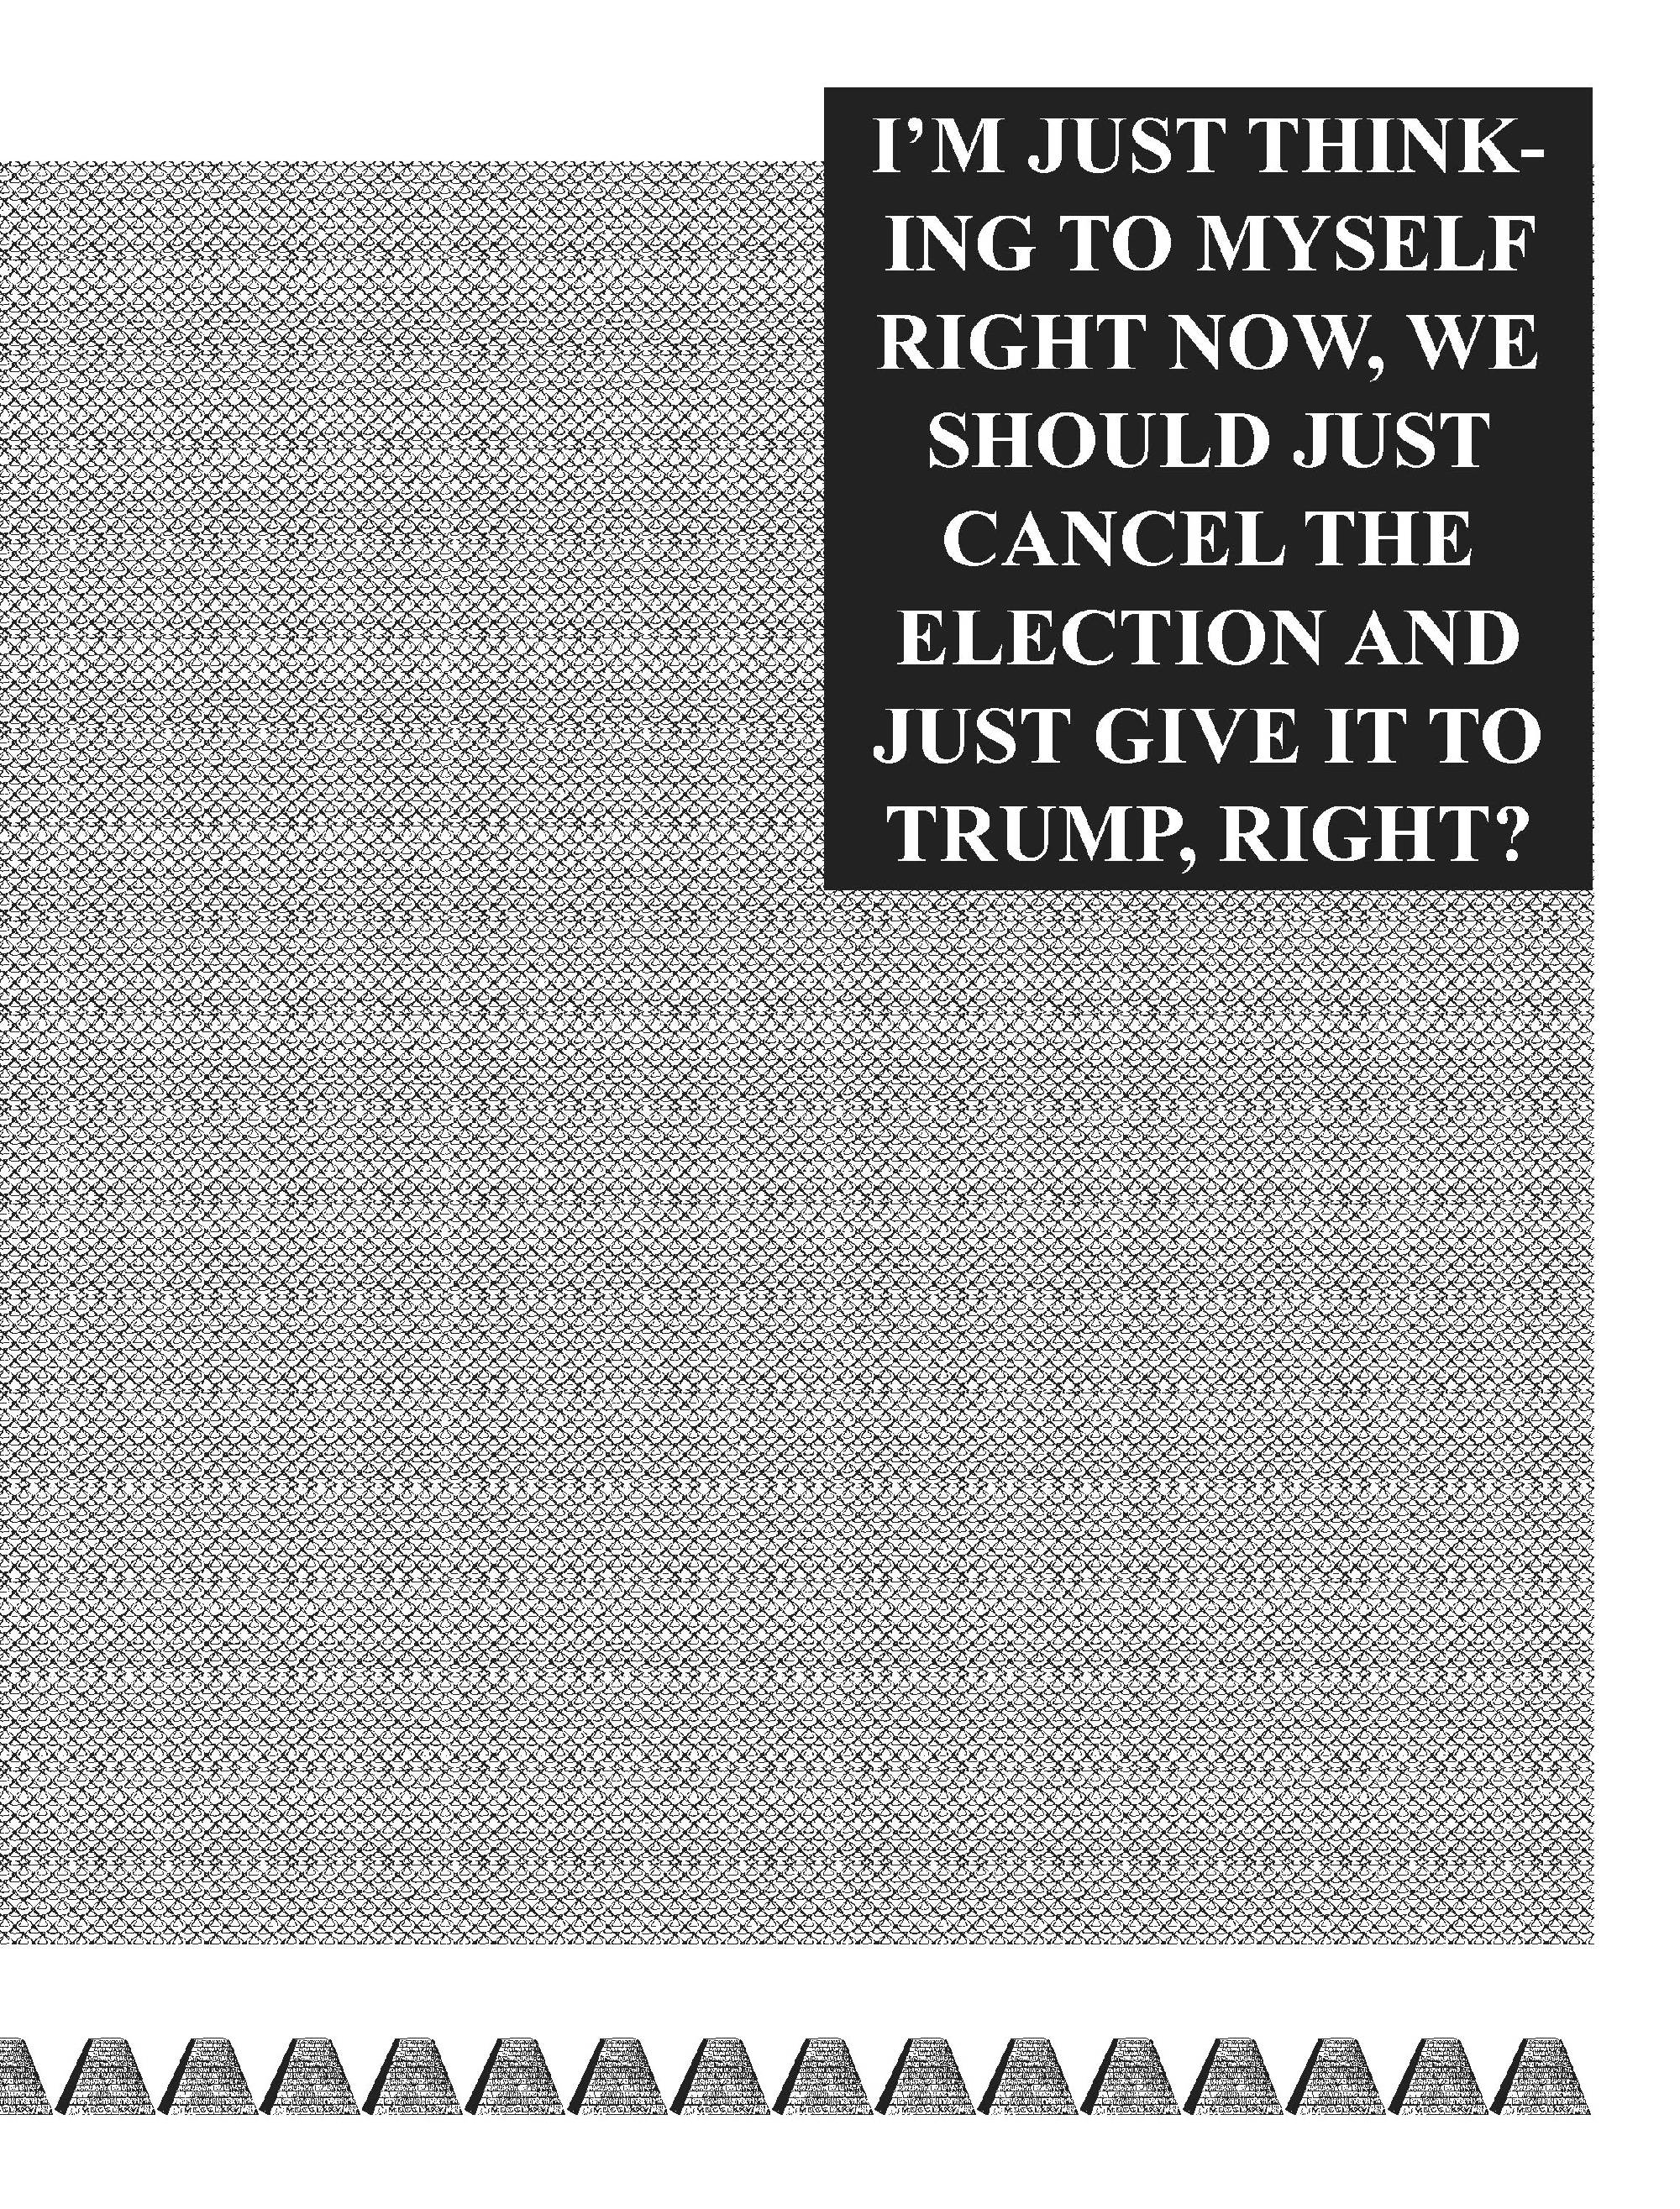 I’M JUST THINK-
ING TO MYSELF
RIGHT NOW, WE
SHOULD JUST
CANCEL THE
ELECTION AND
JUST GIVE IT TO
TRUMP, RIGHT?